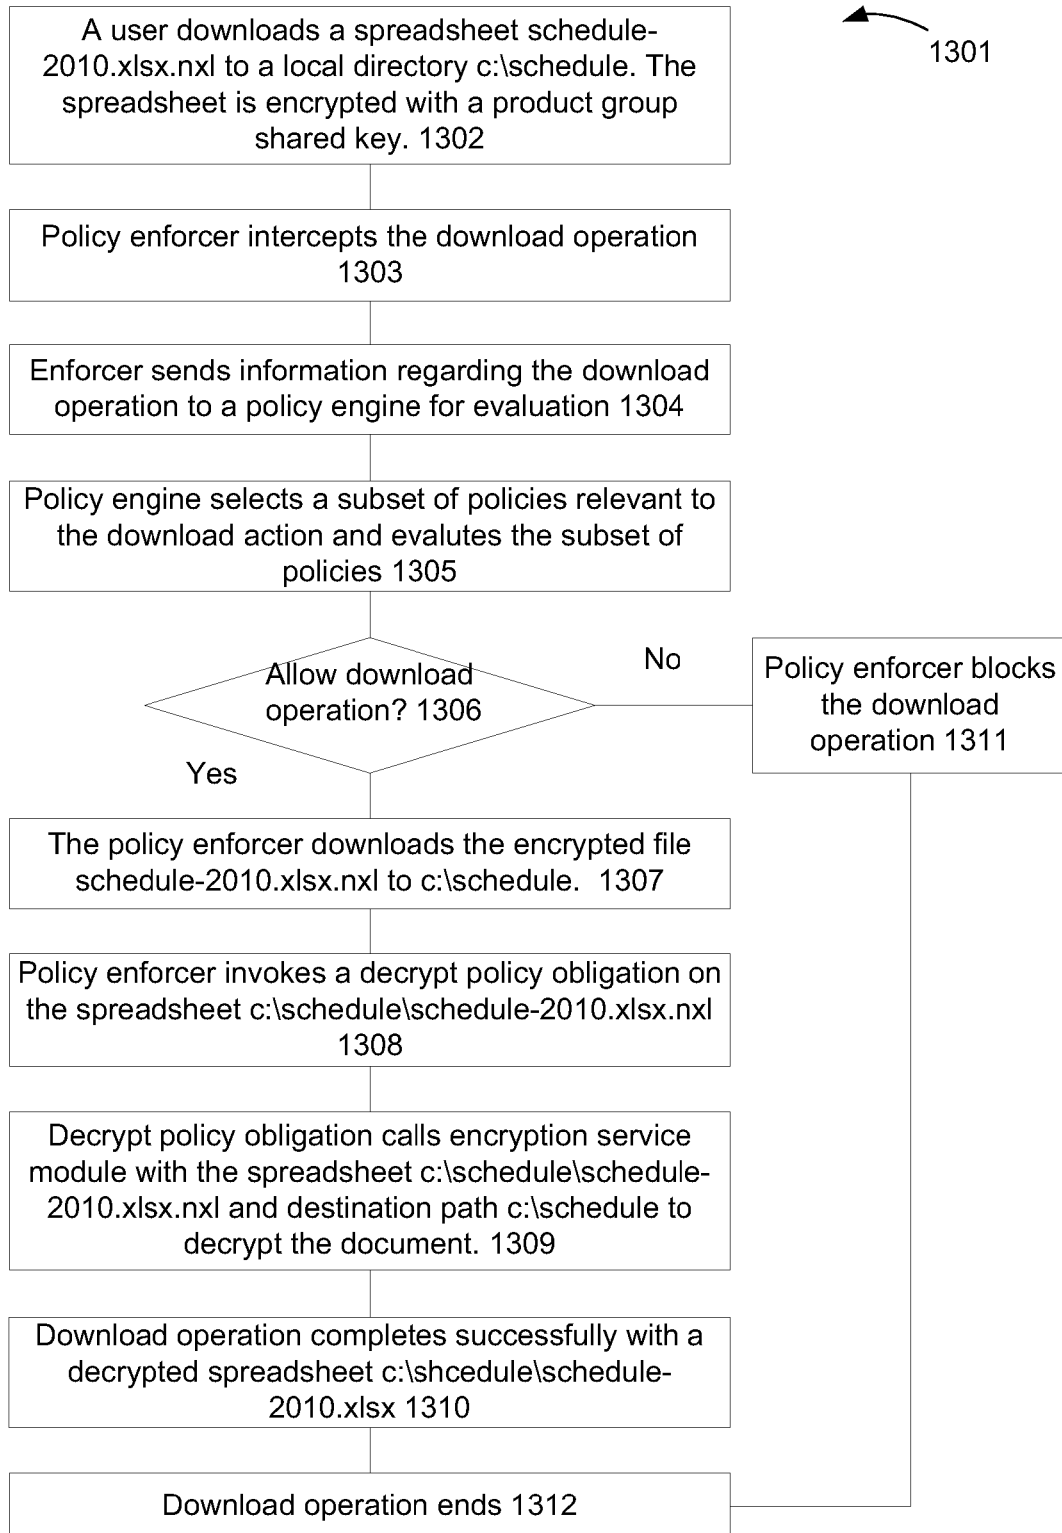 A user downloads a spreadsheet schedule-
2010.xlsx.nxl to a local directory c:\schedule. The
spreadsheet is encrypted with a product group
shared key. 1302
1301
Policy enforcer intercepts the download operation
1303
Enforcer sends information regarding the download
operation to a policy engine for evaluation 1304
Policy engine selects a subset of policies relevant to
the download action and evalutes the subset of
policies 1305
Allow download
operation? 1306
No
Policy enforcer blocks
the download
operation 1311
Yes
The policy enforcer downloads the encrypted file
schedule-2010.xlsx.nxl to c:\schedule.  1307
Policy enforcer invokes a decrypt policy obligation on
the spreadsheet c:\schedule\schedule-2010.xlsx.nxl
1308
Decrypt policy obligation calls encryption service
module with the spreadsheet c:\schedule\schedule-
2010.xlsx.nxl and destination path c:\schedule to
decrypt the document. 1309
Download operation completes successfully with a
decrypted spreadsheet c:\shcedule\schedule-
2010.xlsx 1310
Download operation ends 1312